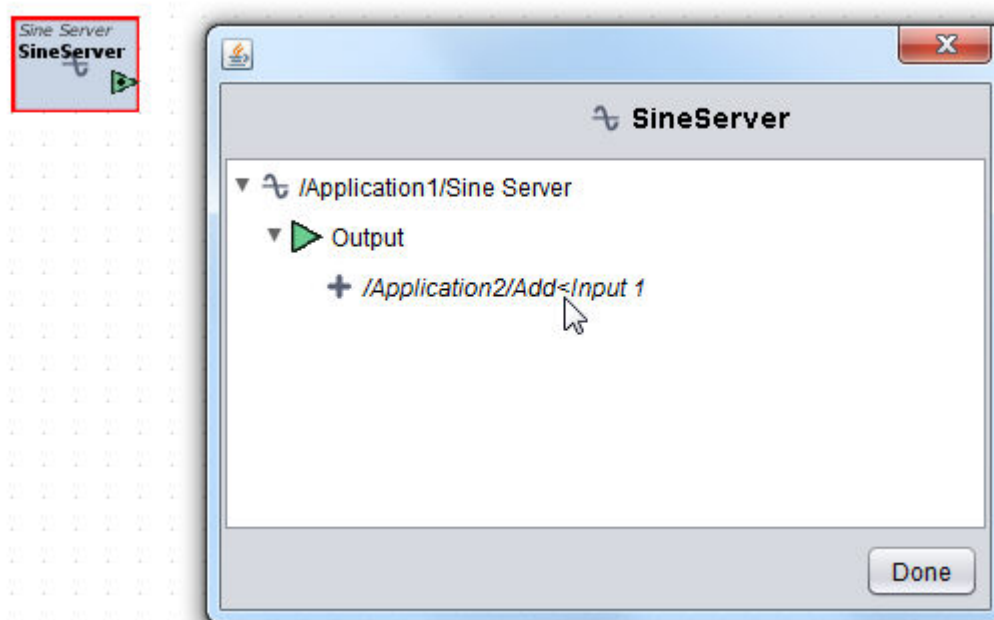 Sine Server
SineServer
SineServer
/Application1/Sine Server
Output
/Application2/Add<Input 1
Done